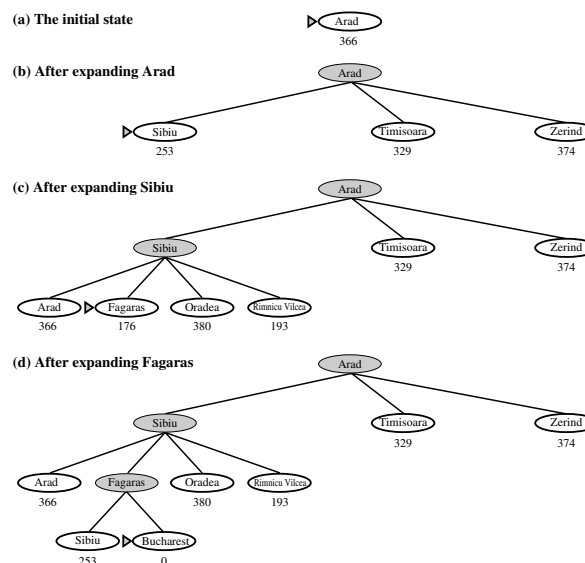 (a) The initial state
Arad
366
(b) After expanding Arad
Arad
Sibiu Timisoara Zerind
253 329 374
(c) After expanding Sibiu
Arad
Sibiu Timisoara Zerind
329 374
Arad Fagaras Oradea Rimnicu Vilcea
366 176 380 193
(d) After expanding Fagaras
Arad
Sibiu Timisoara Zerind
329 374
Arad Fagaras Oradea Rimnicu Vilcea
366 380 193
Sibiu Bucharest
253 0